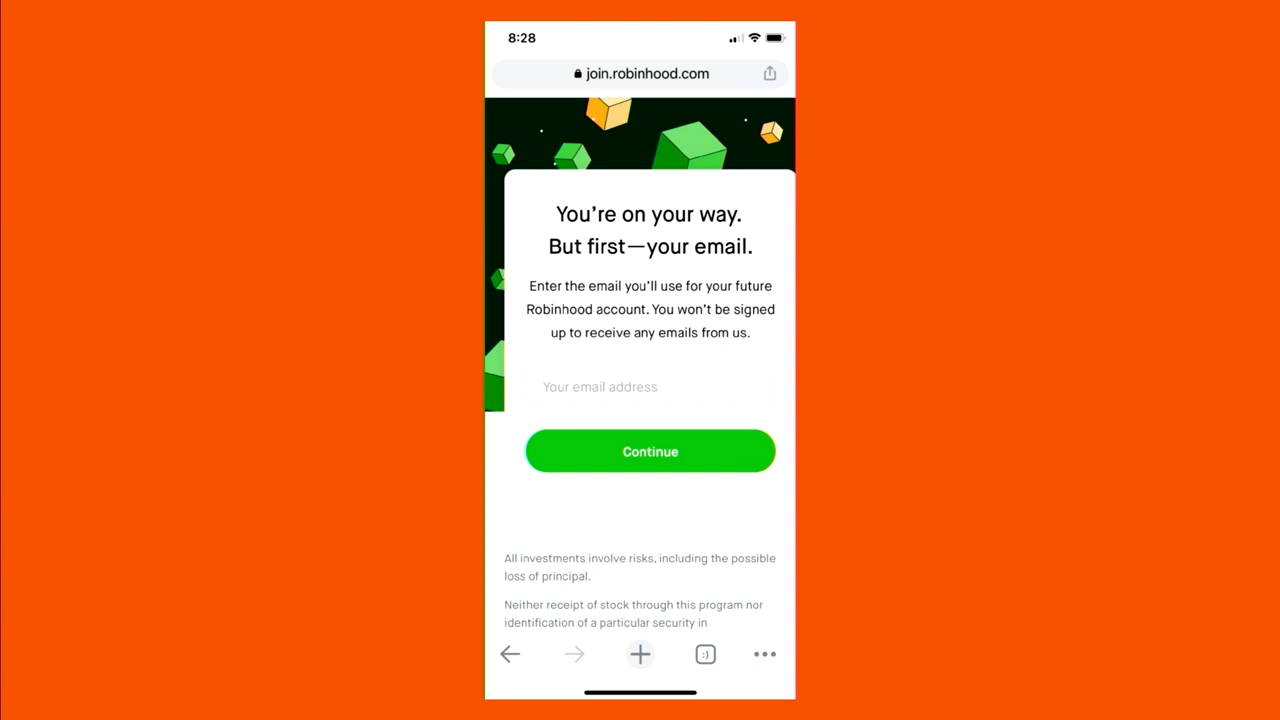 8:28
join.robinhood.com
You're on your way.
But first—your email.
Enter the email you'll use for your future
Robinhood account. You won't be signed
up to receive any emails from us.
Your email address
Continue
All investments involve risks, including the possible
loss of principal.
Neither receipt of stock through this program nor
identification of a particular security in
:)